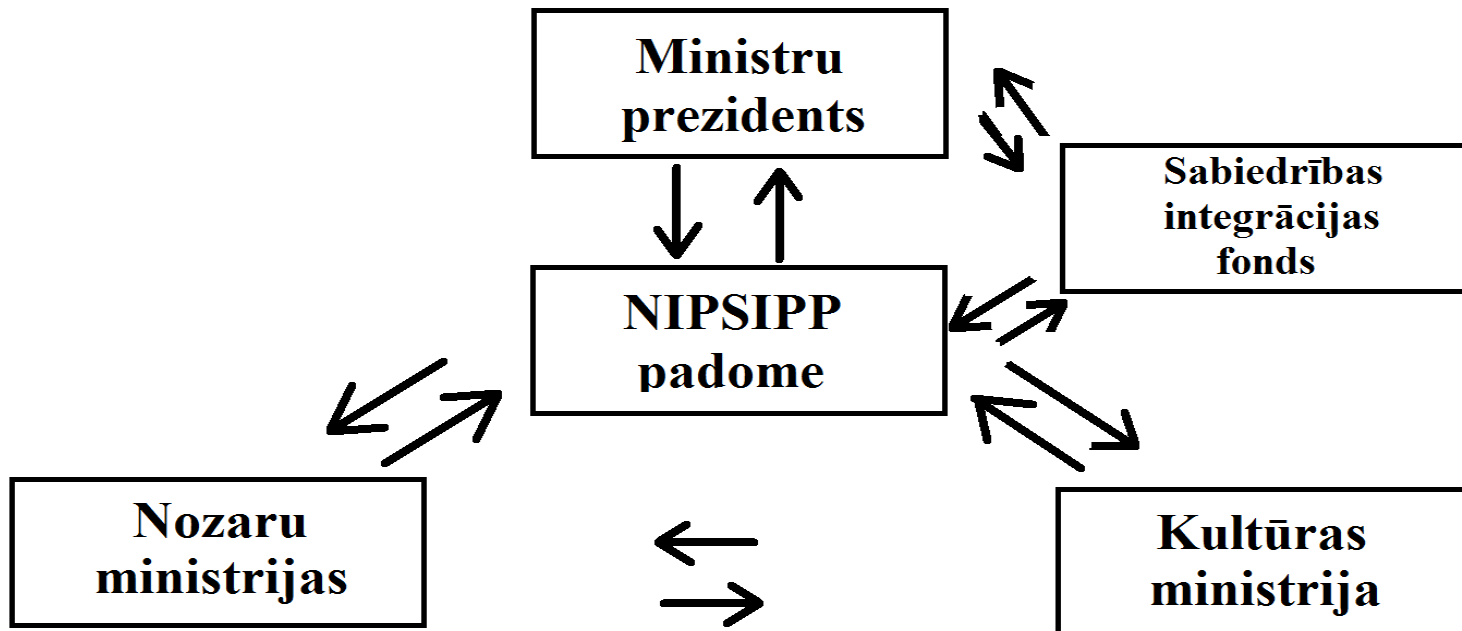 Ministru
prezidents
Sabiedrības
integrācijas
fonds
NIPSIPP
padome
Nozaru
ministrijas
Kultūras
ministrija